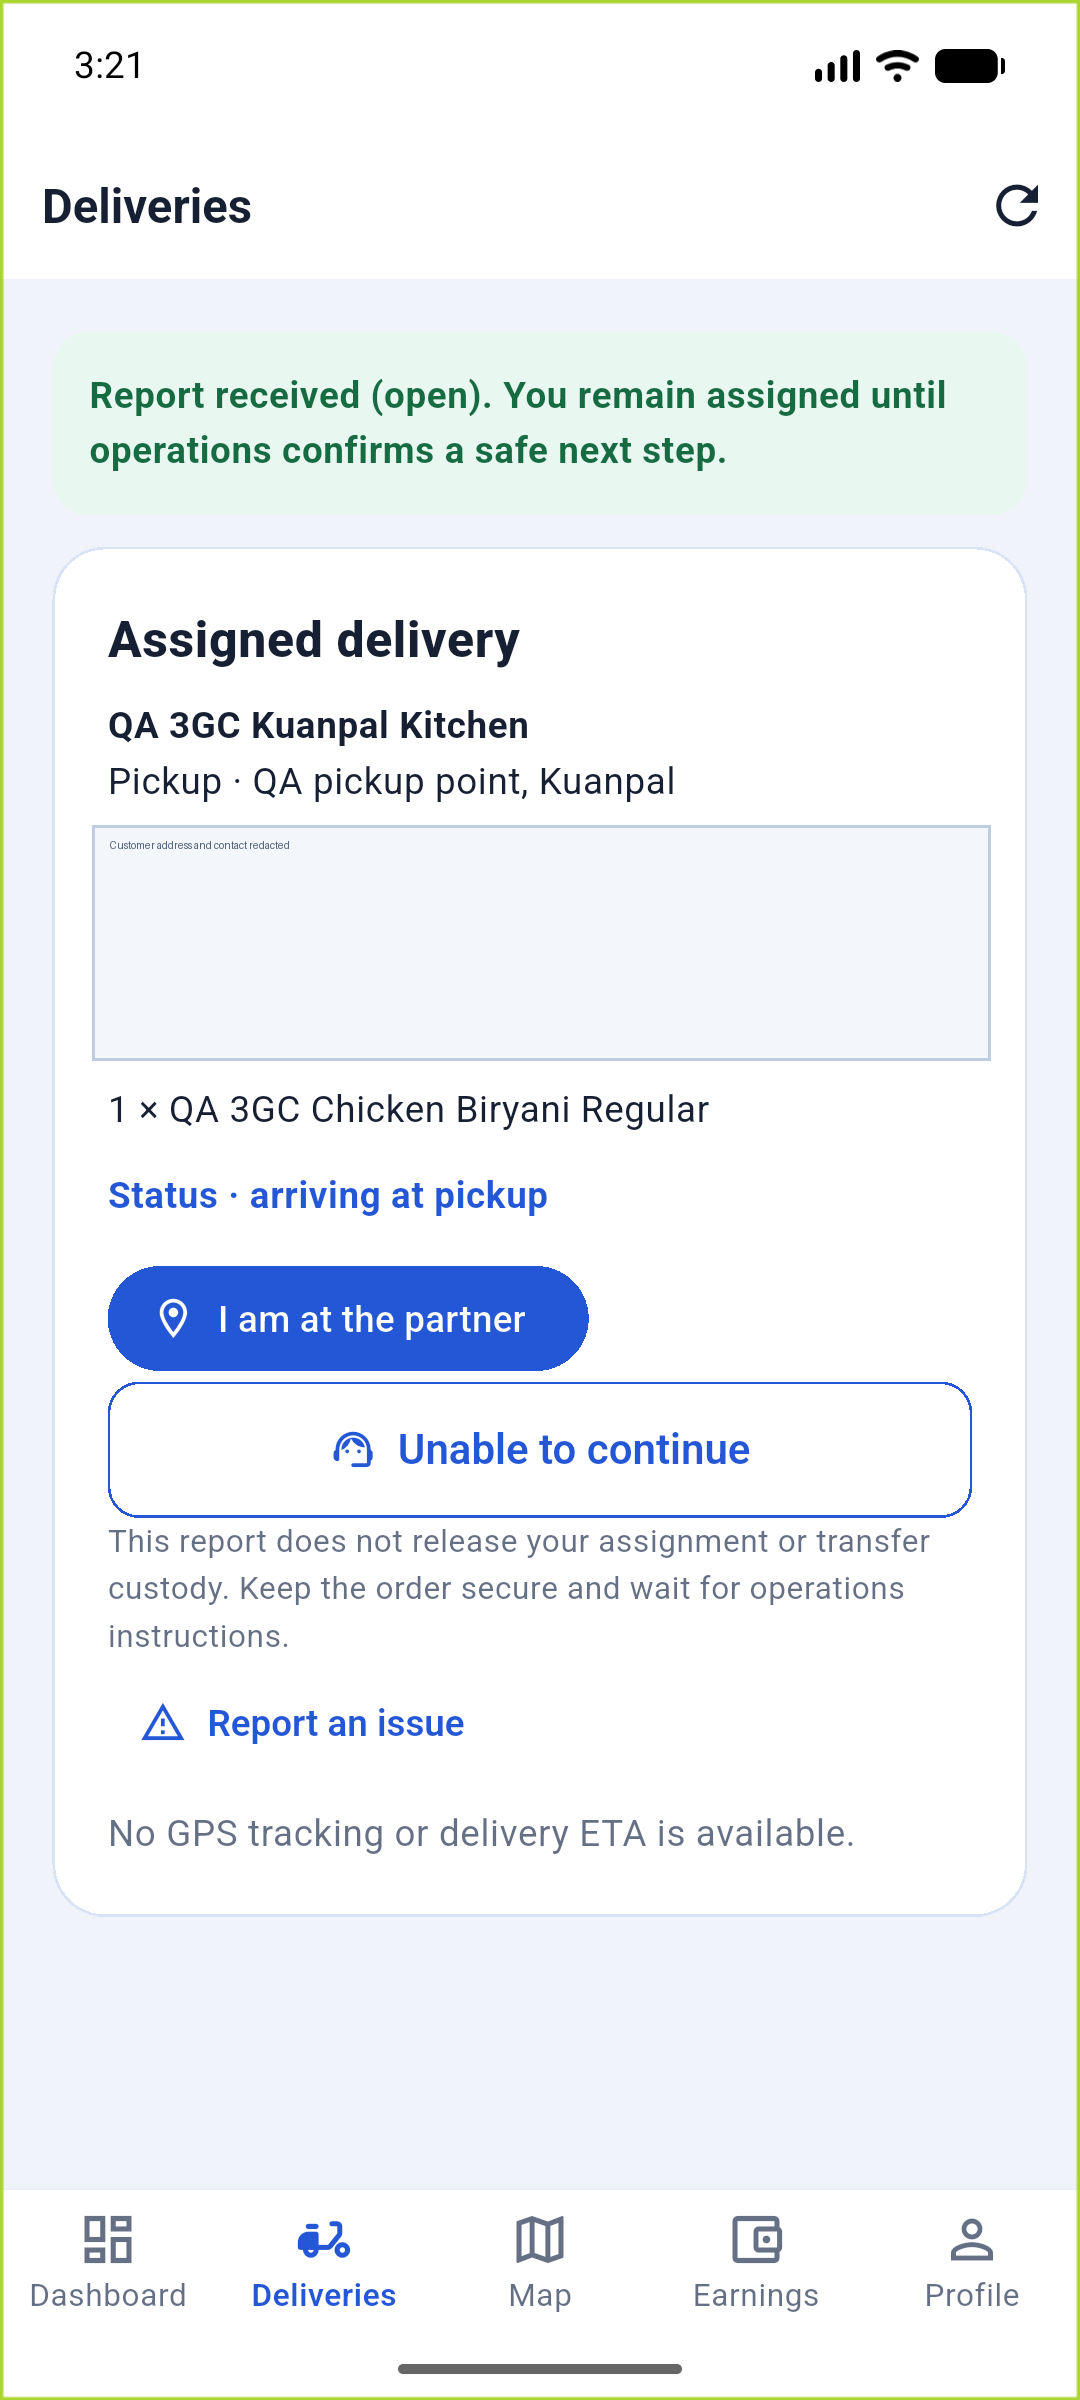 3:21
Deliveries
Report received (open). You remain assigned until
operations confirms a safe next step.
Assigned delivery
QA 3GC Kuanpal Kitchen
Pickup · QA pickup point, Kuanpal
Customer address and contact redacted
1 × QA 3GC Chicken Biryani Regular
Status · arriving at pickup
I am at the partner
Unable to continue
This report does not release your assignment or transfer
custody. Keep the order secure and wait for operations
instructions.
Report an issue
No GPS tracking or delivery ETA is available.
Dashboard Deliveries Map Earnings Profile